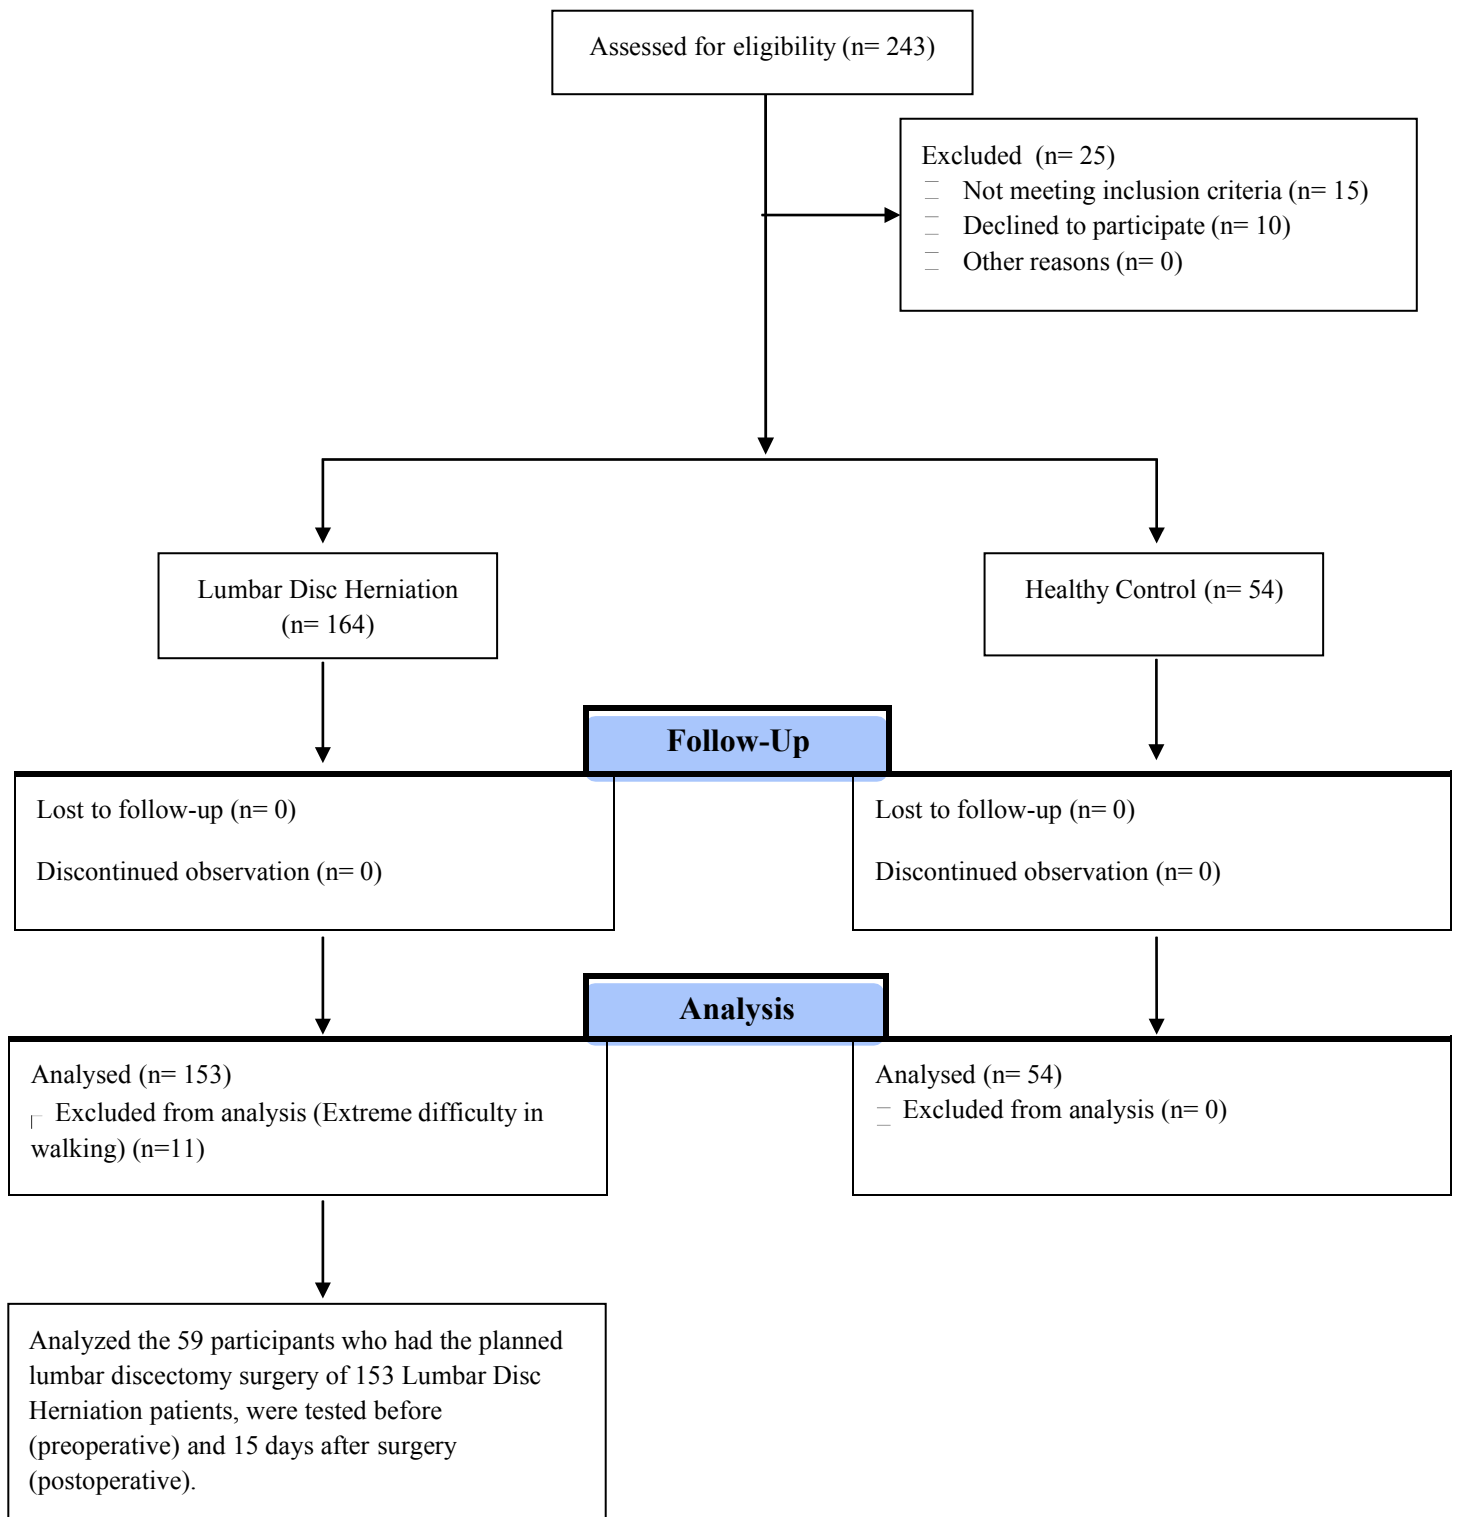 Assessed for eligibility (n= 243)
Excluded (n= 25)
Not meeting inclusion criteria (n= 15)
Declined to participate (n= 10)
Other reasons (n= 0)
Lumbar Disc Herniation
(n= 164)
Healthy Control (n= 54)
Follow-Up
Lost to follow-up (n= 0)
Discontinued observation (n= 0)
Lost to follow-up (n= 0)
Discontinued observation (n= 0)
Analysis
Analysed (n= 153)
Excluded from analysis (Extreme difficulty in
walking) (n=11)
Analysed (n= 54)
Excluded from analysis (n= 0)
Analyzed the 59 participants who had the planned
lumbar discectomy surgery of 153 Lumbar Disc
Herniation patients, were tested before
(preoperative) and 15 days after surgery
(postoperative).